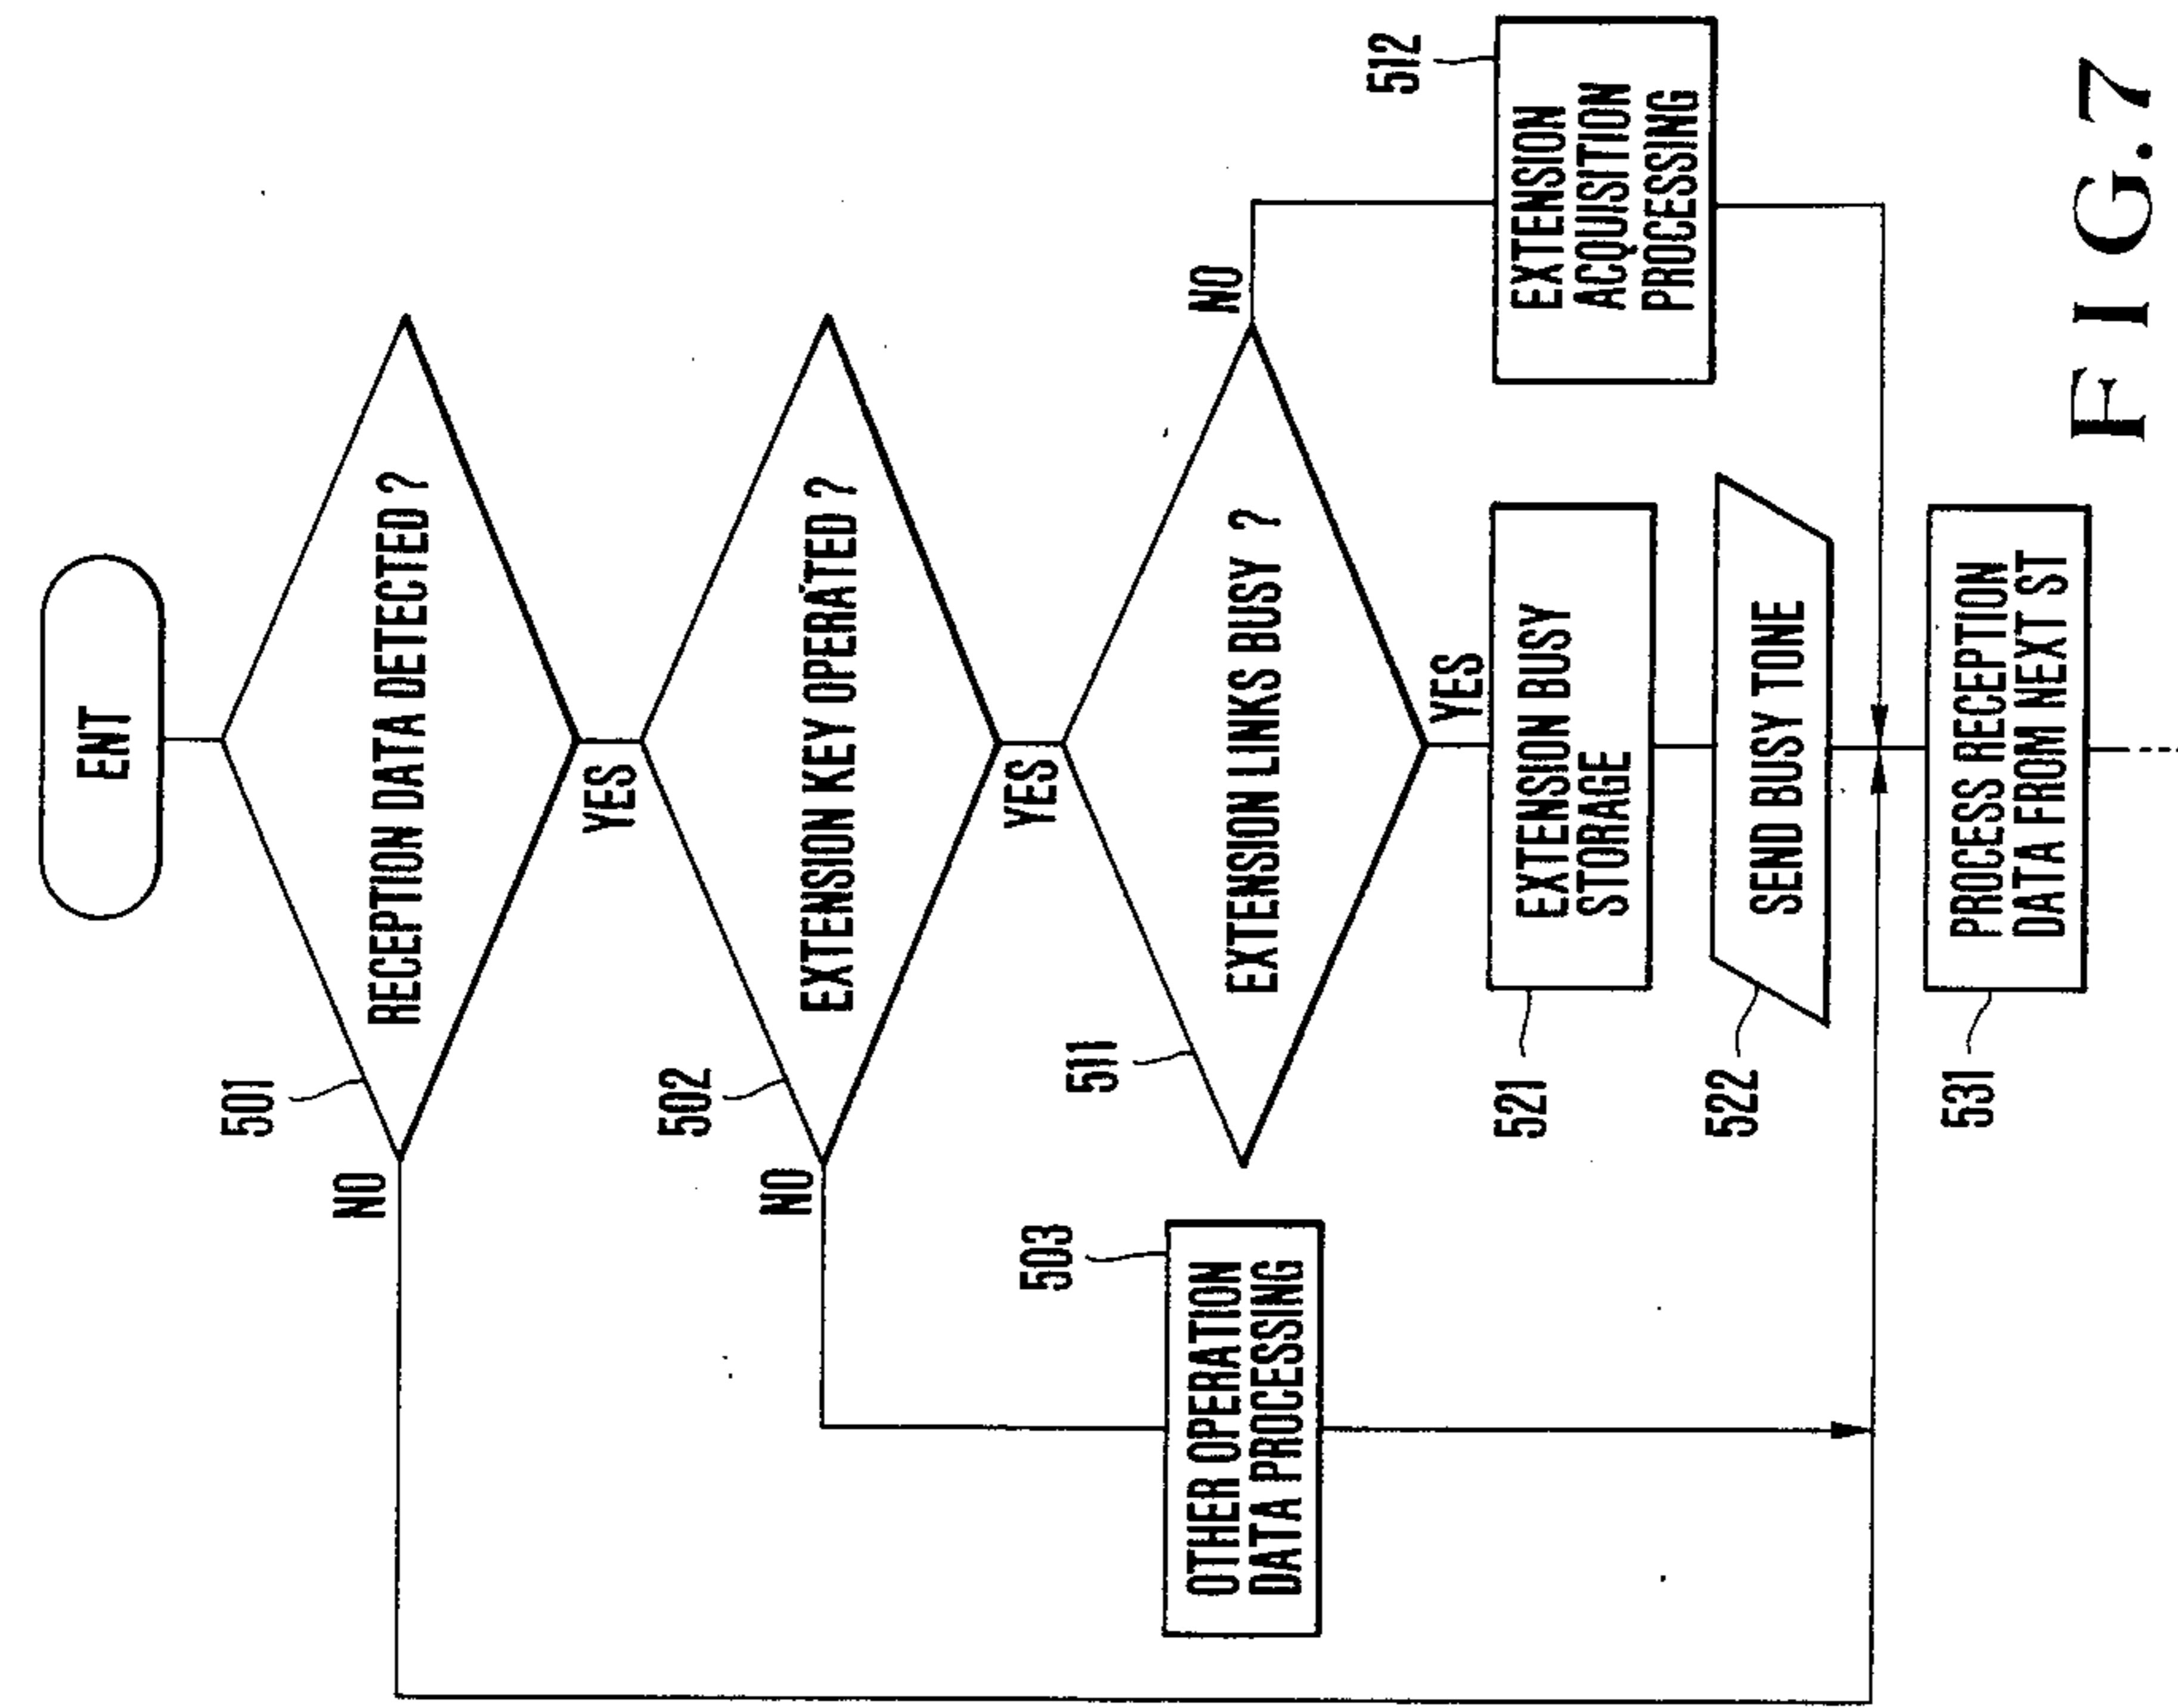 ENT
501
RECEPTION DATA DETECTED ?
NO
YES
502
EXTENSION KEY OPERATED ?
NO
YES
503
OTHER OPERATION
DATA PROCESSING
511
EXTENSION LINKS BUSY ?
NO
YES
512
EXTENSION
ACQUISITION
PROCESSING
521
EXTENSION BUSY
STORAGE
522
SEND BUSY TONE
531
PROCESS RECEPTION
DATA FROM NEXT ST
FIG.7